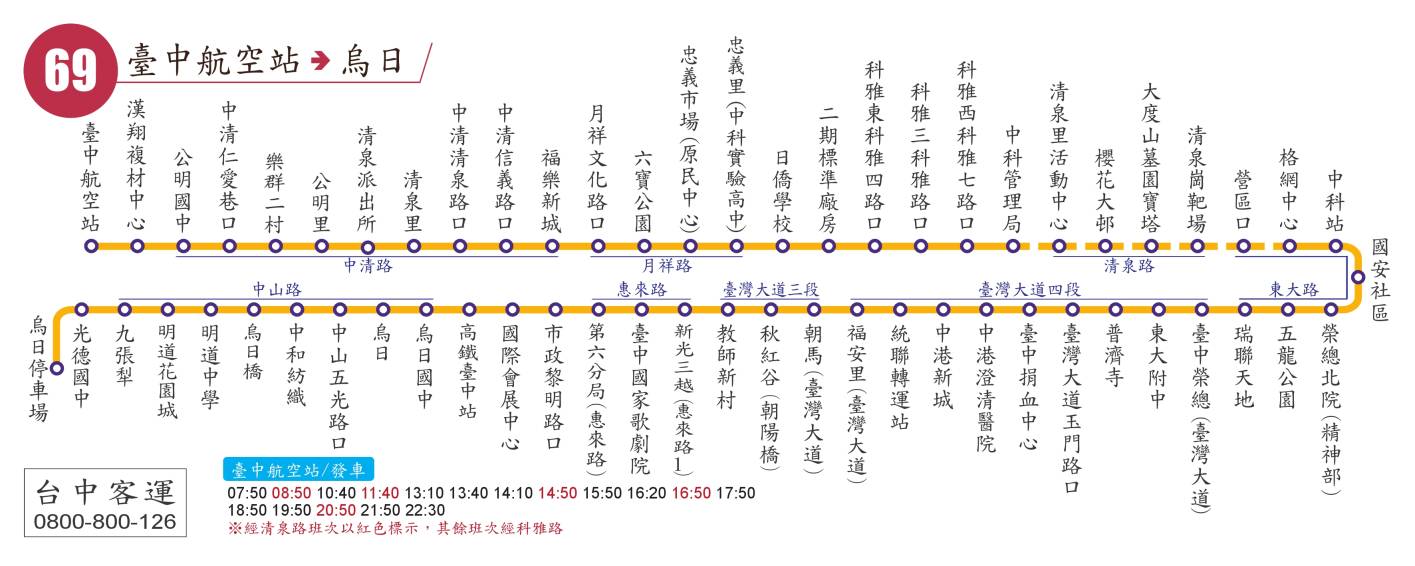 69
臺中航空站➔烏日
臺中航空站
漢翔複材中心
公明國中
中清仁愛巷口
樂群二村
公明里
清泉派出所
清泉里
中清清泉路口
中清信義路口
福樂新城
月祥文化路口
六寶公園
忠義市場(原民中心)
忠義里(中科實驗高中)
日僑學校
二期標準廠房
科雅東科雅四路口
科雅三科雅路口
科雅西科雅七路口
中科管理局
清泉里活動中心
櫻花大邨
大度山墓園寶塔
清泉崗靶場
營區口
格網中心
中科站
國安社區
中清路
月祥路
清泉路
中山路
惠來路
臺灣大道三段
臺灣大道四段
東大路
烏日停車場
光德國中
九張犁
明道花園城
明道中學
烏日橋
中和紡織
中山五光路口
烏日
烏日國中
高鐵臺中站
國際會展中心
市政黎明路口
第六分局(惠來路)
臺中國家歌劇院
新光三越(惠來路1)
教師新村
秋紅谷(朝陽橋)
朝馬(臺灣大道)
福安里(臺灣大道)
統聯轉運站
中港新城
中港澄清醫院
臺中捐血中心
臺灣大道玉門路口
普濟寺
東大附中
臺中榮總(臺灣大道)
瑞聯天地
五龍公園
榮總北院(精神部)
台中客運
0800-800-126
臺中航空站/發車
07:50 08:50 10:40 11:40 13:10 13:40 14:10 14:50 15:50 16:20 16:50 17:50
18:50 19:50 20:50 21:50 22:30
※經清泉路班次以紅色標示，其餘班次經科雅路